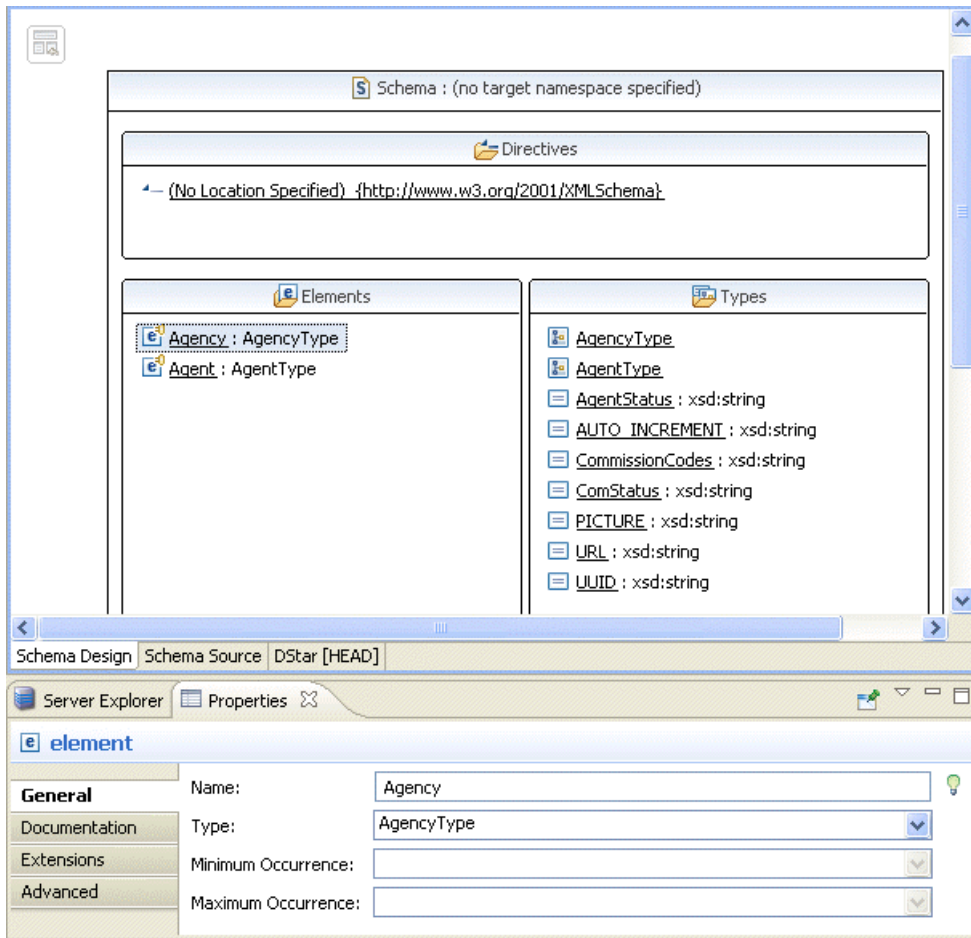 Schema : (no target namespace specified)
Directives
(No Location Specified) {http://www.w3.org/2001/XMLSchema}
Elements
Agency : AgencyType
Agent : AgentType
Types
AgencyType
AgentType
AgentStatus : xsd:string
AUTO_INCREMENT : xsd:string
CommissionCodes : xsd:string
ComStatus : xsd:string
PICTURE : xsd:string
URL : xsd:string
UUID : xsd:string
Schema Design Schema Source DStar [HEAD]
Server Explorer Properties
element
General
Documentation
Extensions
Advanced
Name: Agency
Type: AgencyType
Minimum Occurrence:
Maximum Occurrence: